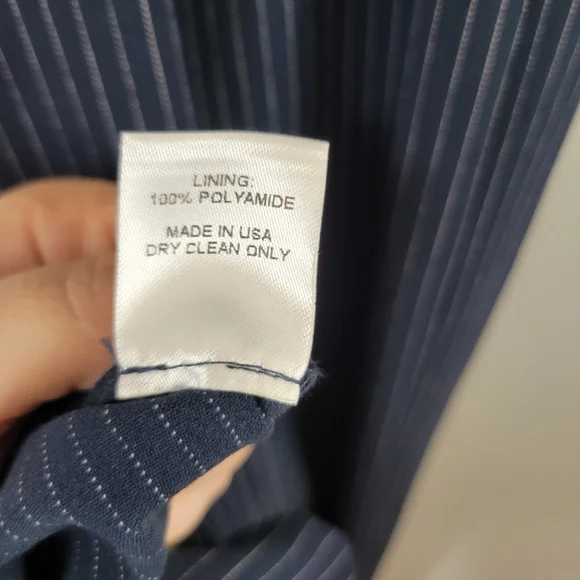 LINING:
100% POLYAMIDE
MADE IN USA
DRY CLEAN ONLY